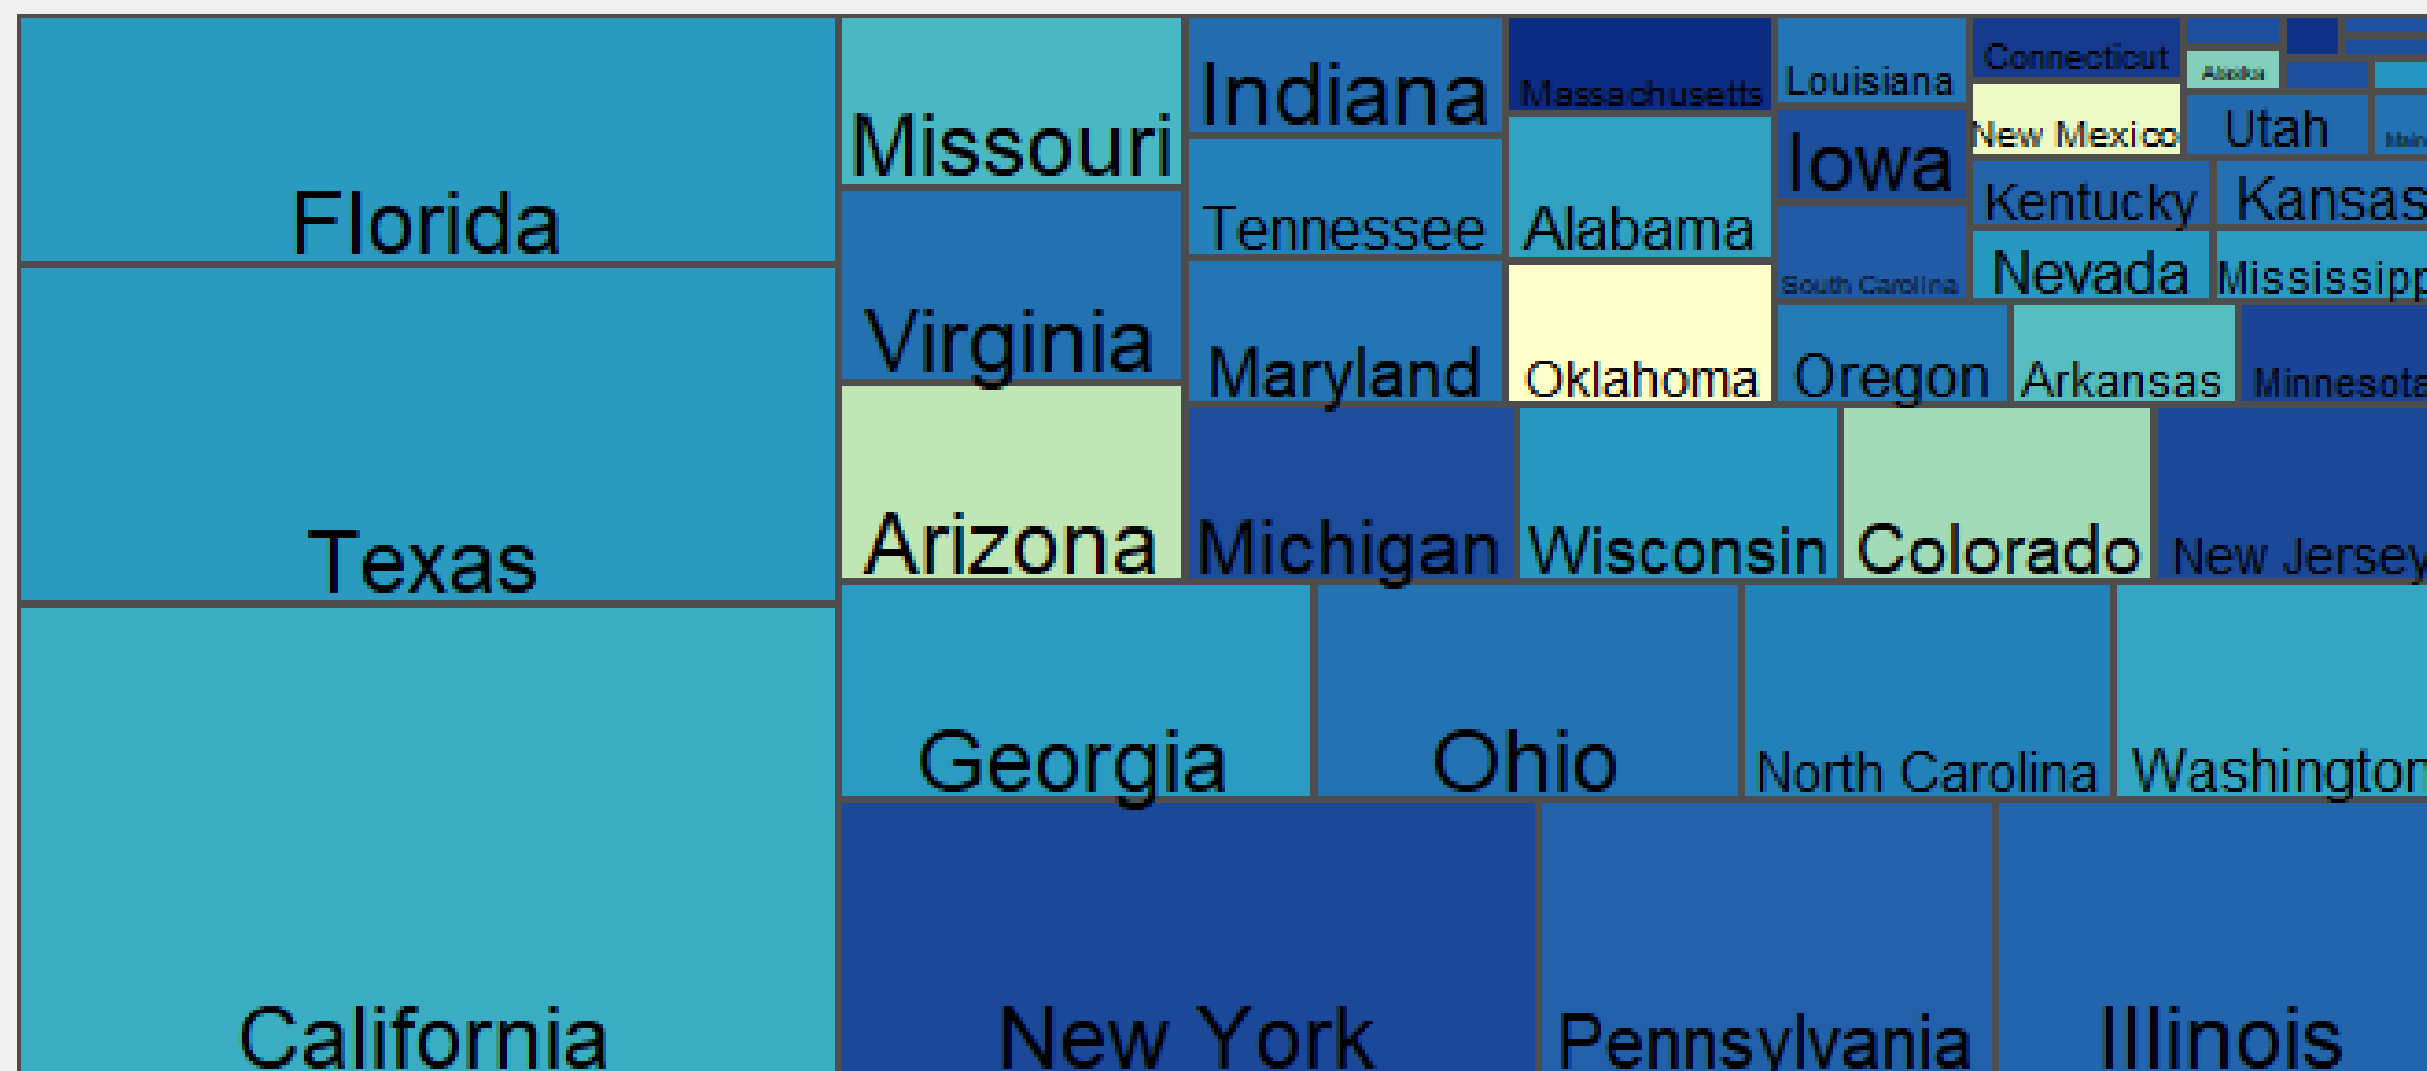 Florida
Texas
California
Missouri
Virginia
Arizona
Indiana
Tennessee
Maryland
Massachusetts
Alabama
Oklahoma
Louisiana
Iowa
South Carolina
Connecticut
New Mexico
Alaska
Utah
Kentucky
Kansas
Nevada
Mississipp
Oregon
Arkansas
Minnesota
Michigan
Wisconsin
Colorado
New Jersey
Georgia
Ohio
North Carolina
Washington
New York
Pennsylvania
Illinois